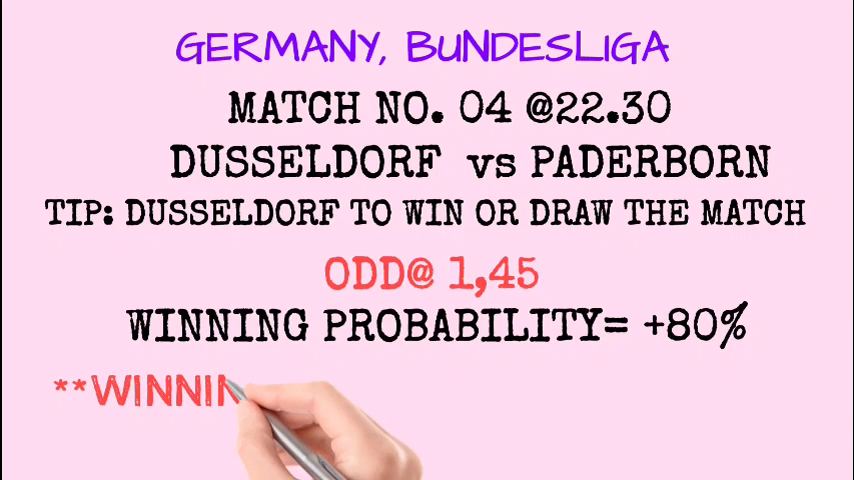 GERMANY, BUNDESLIGA
MATCH NO. 04 @22.30
DUSSELDORF vs PADERBORN
TIP: DUSSELDORF TO WIN OR DRAW THE MATCH
ODD@ 1,45
WINNING PROBABILITY= +80%
**WINNIN